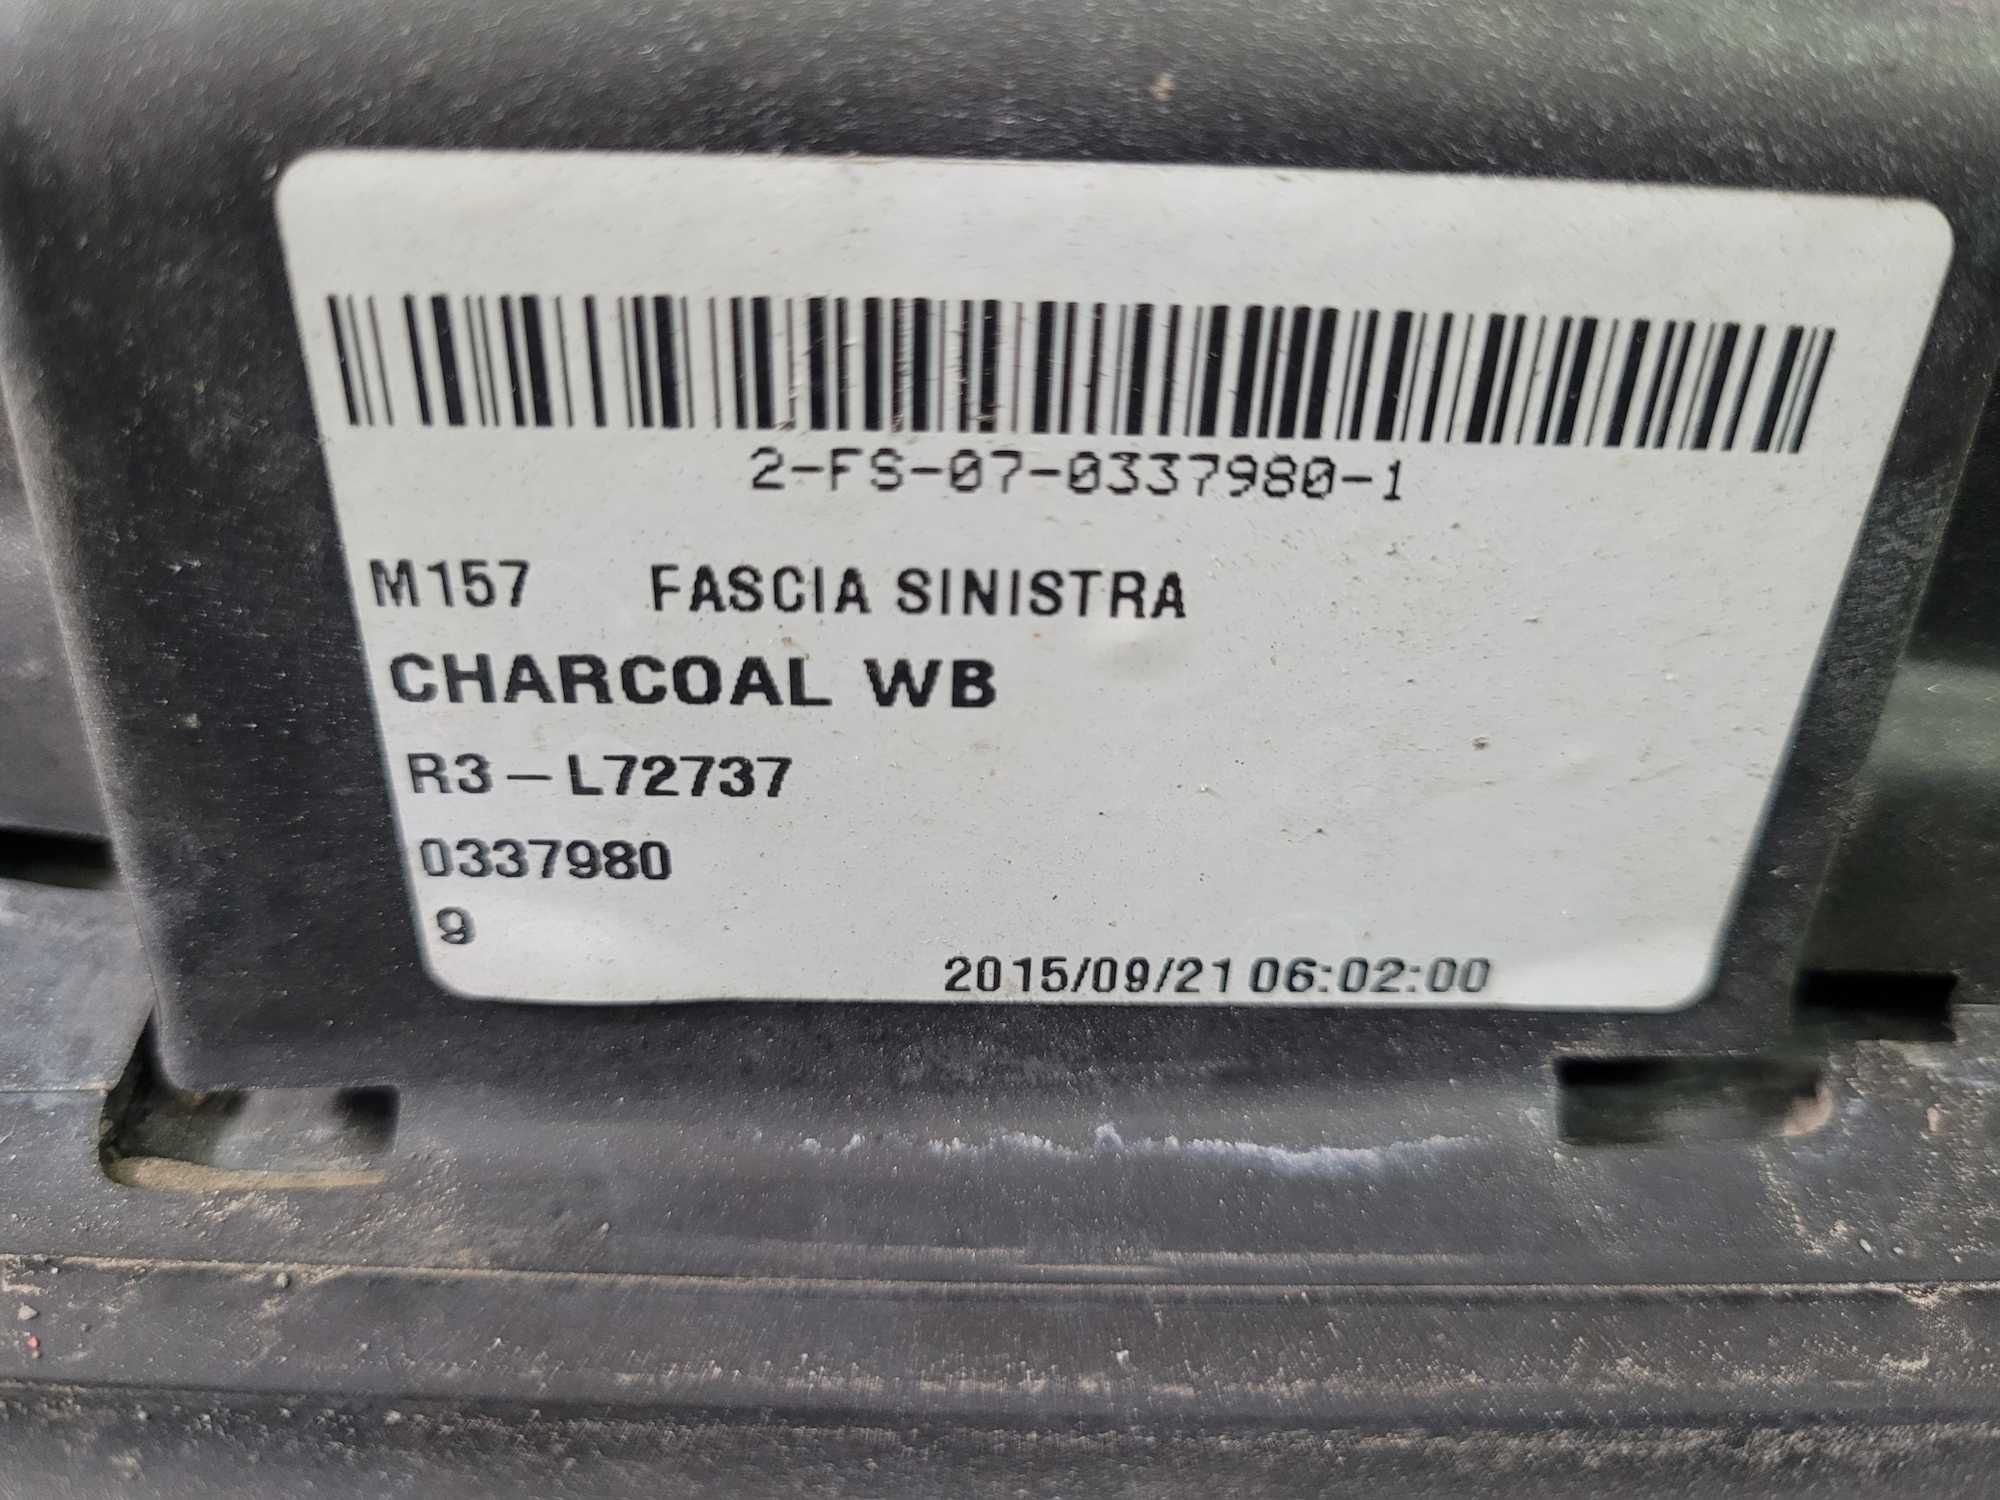 2-FS-07-0337980-1
M157 FASCIA SINISTRA
CHARCOAL WB
R3-L72737
0337980
9
2015/09/21 06:02:00